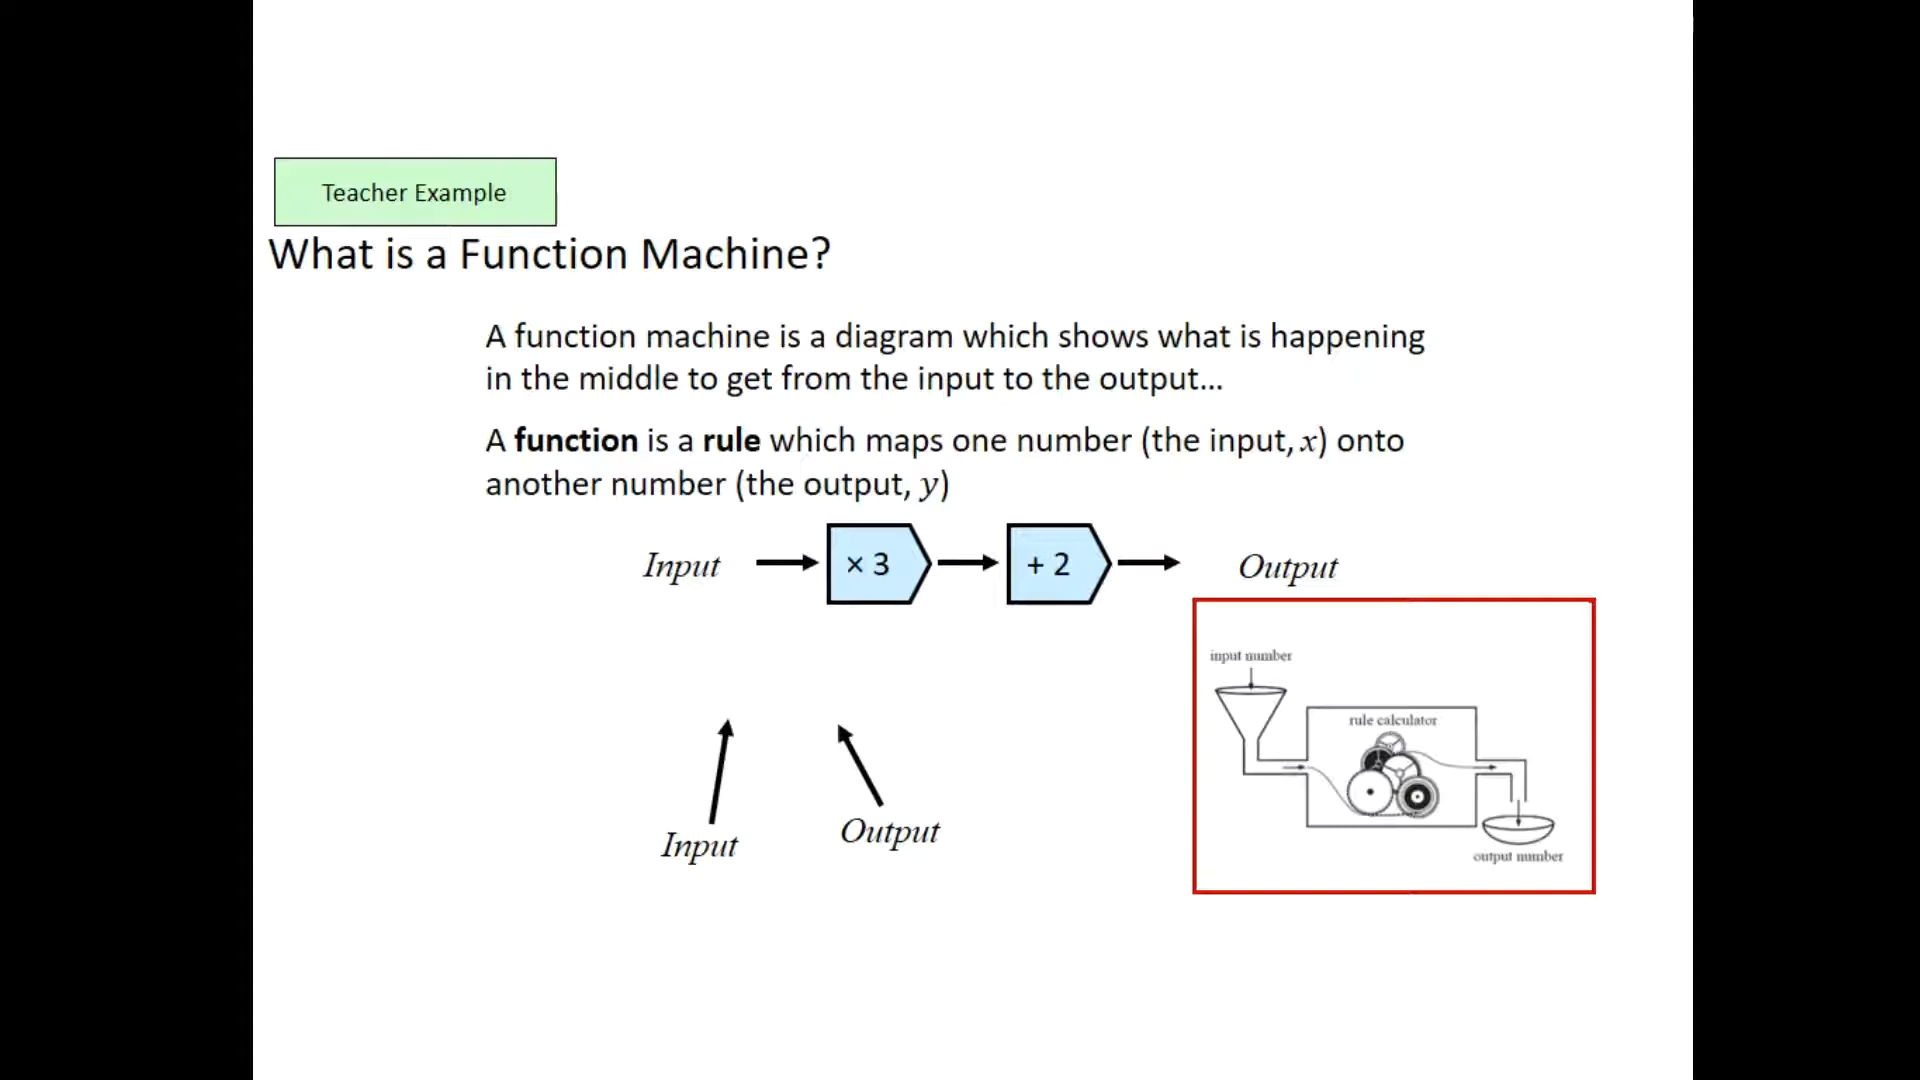 Teacher Example
What is a Function Machine?
A function machine is a diagram which shows what is happening
in the middle to get from the input to the output...
A function is a rule which maps one number (the input, x) onto
another number (the output, y)
Input × 3 + 2 Output
input number
rule calculator
output number
Input
Output